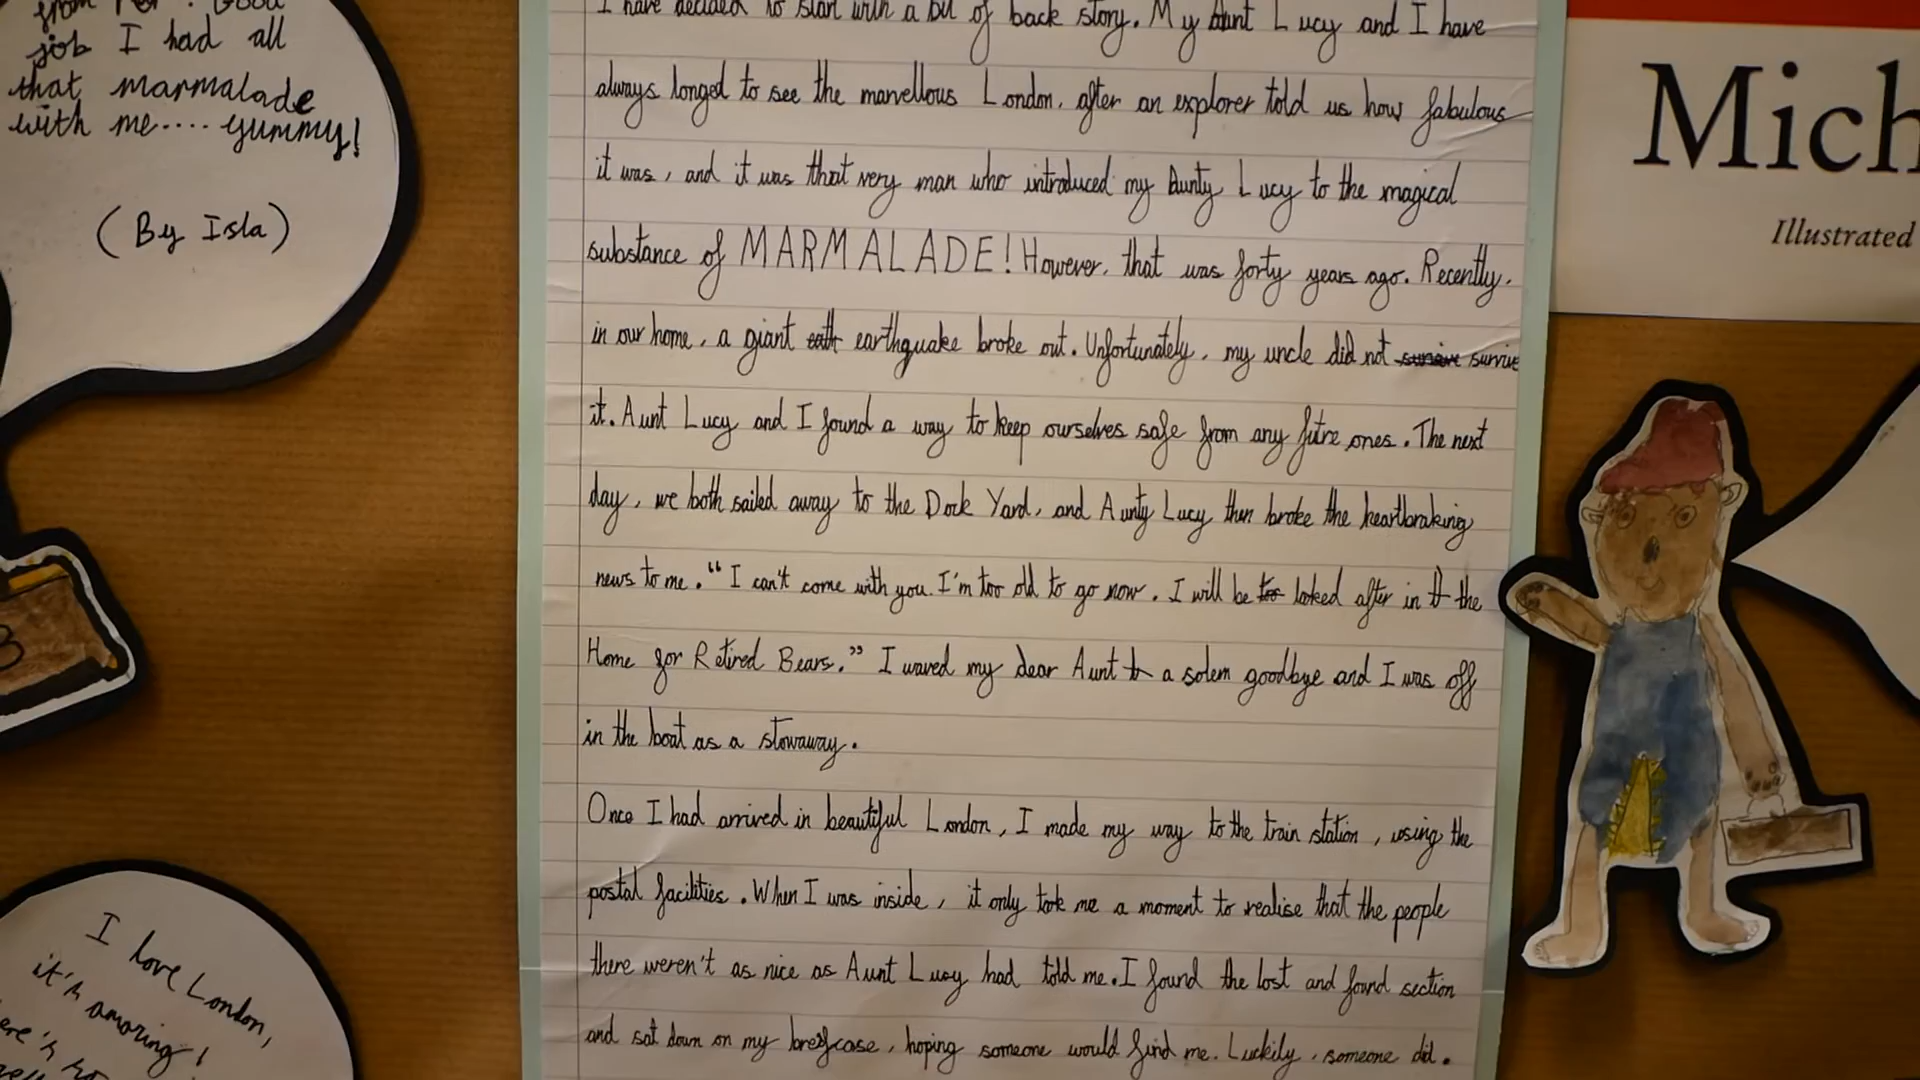 from Per. Good
job I had all
that marmalade
with me.... yummy!
(By Isla)
I love London,
it's amazing!
I have decided to start with a bit of back story. My Aunt Lucy and I have
always longed to see the marvellous London, after an explorer told us how fabulous
it was, and it was that very man who introduced my Aunty Lucy to the magical
substance of MARMALADE! However, that was forty years ago. Recently,
in our home, a giant eath earthquake broke out. Unfortunately, my uncle did not survive
it. Aunt Lucy and I found a way to keep ourselves safe from any futre ones. The next
day, we both sailed away to the Dock Yard, and Aunty Lucy then broke the heartbraking
news to me. "I can't come with you. I'm too old to go now. I will be too looked after in the
Home for Retired Bears." I waved my dear Aunt a solem goodbye and I was off
in the boat as a stowaway.
Once I had arrived in beautiful London, I made my way to the train station, using the
postal facilities. When I was inside, it only took me a moment to realise that the people
there weren't as nice as Aunt Lucy had told me. I found the lost and found section
and sat down on my brefcase, hoping someone would find me. Luckily, someone did.
Mich
Illustrated